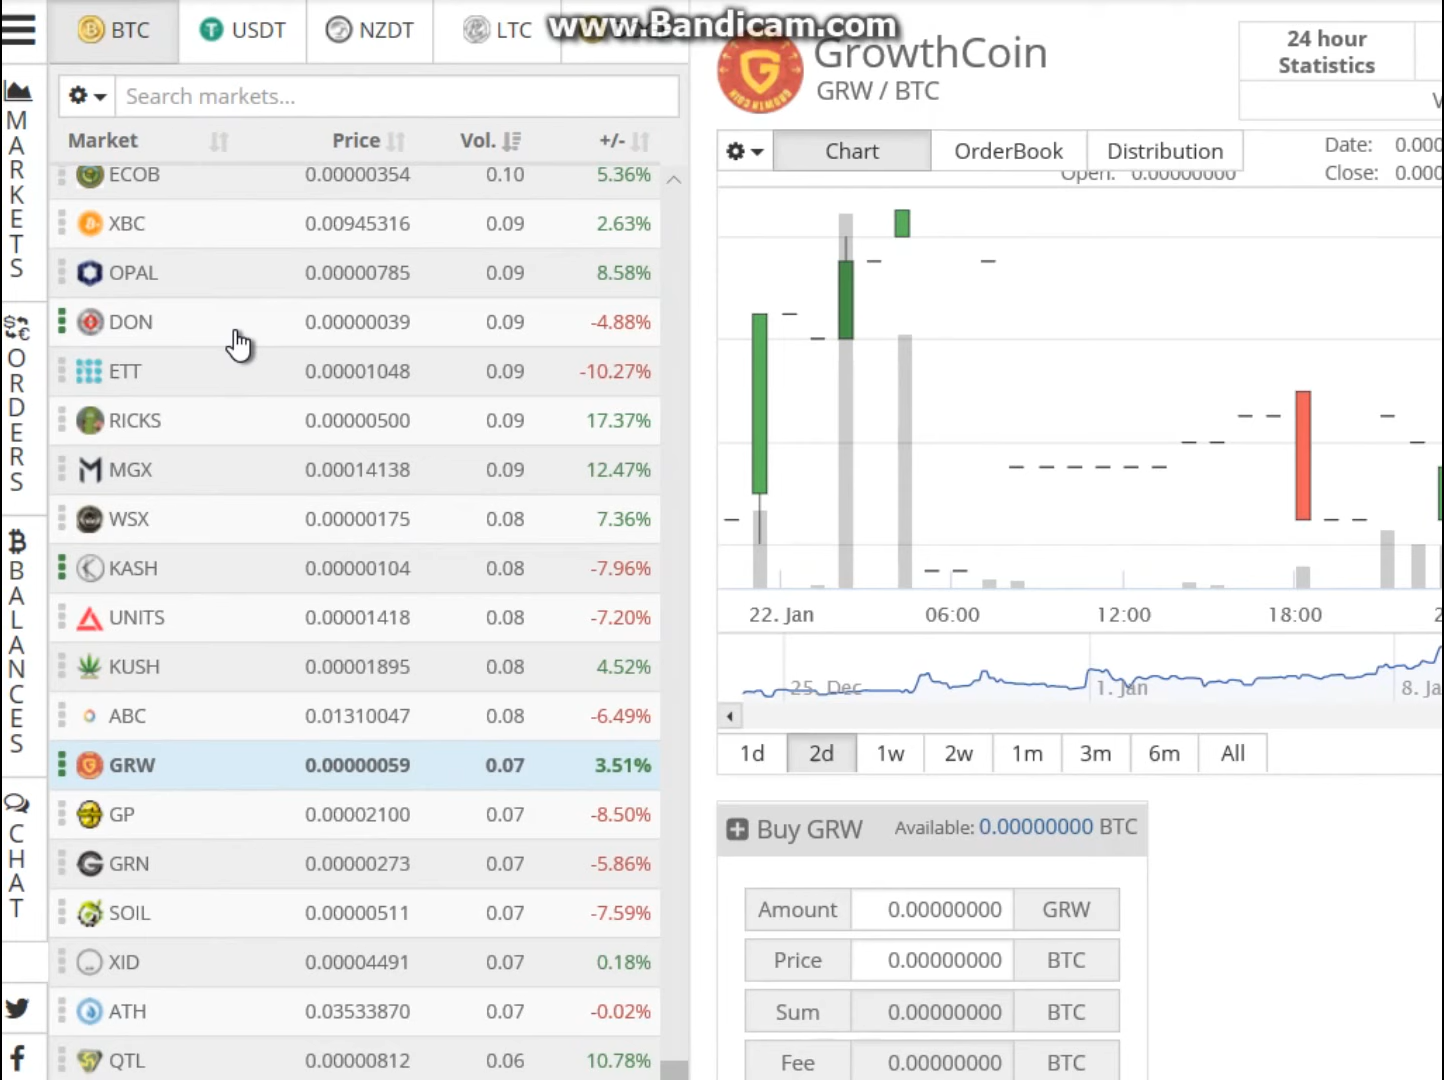 BTC USDT NZDT LTC www.Bandicam.com
Search markets...
Market Price Vol. +/-
ECOB 0.00000354 0.10 5.36%
XBC 0.00945316 0.09 2.63%
OPAL 0.00000785 0.09 8.58%
DON 0.00000039 0.09 -4.88%
ETT 0.00001048 0.09 -10.27%
RICKS 0.00000500 0.09 17.37%
MGX 0.00014138 0.09 12.47%
WSX 0.00000175 0.08 7.36%
KASH 0.00000104 0.08 -7.96%
UNITS 0.00001418 0.08 -7.20%
KUSH 0.00001895 0.08 4.52%
ABC 0.01310047 0.08 -6.49%
GRW 0.00000059 0.07 3.51%
GP 0.00002100 0.07 -8.50%
GRN 0.00000273 0.07 -5.86%
SOIL 0.00000511 0.07 -7.59%
XID 0.00004491 0.07 0.18%
ATH 0.03533870 0.07 -0.02%
QTL 0.00000812 0.06 10.78%
MARKETS
ORDERS
BALANCES
CHAT
GrowthCoin
GRW / BTC
24 hour
Statistics
V
Chart OrderBook Distribution
Date: 0.000
Open: 0.00000000 Close: 0.000
22. Jan 06:00 12:00 18:00 2
25. Dec 1. Jan 8. Ja
1d 2d 1w 2w 1m 3m 6m All
Buy GRW Available: 0.00000000 BTC
Amount 0.00000000 GRW
Price 0.00000000 BTC
Sum 0.00000000 BTC
Fee 0.00000000 BTC